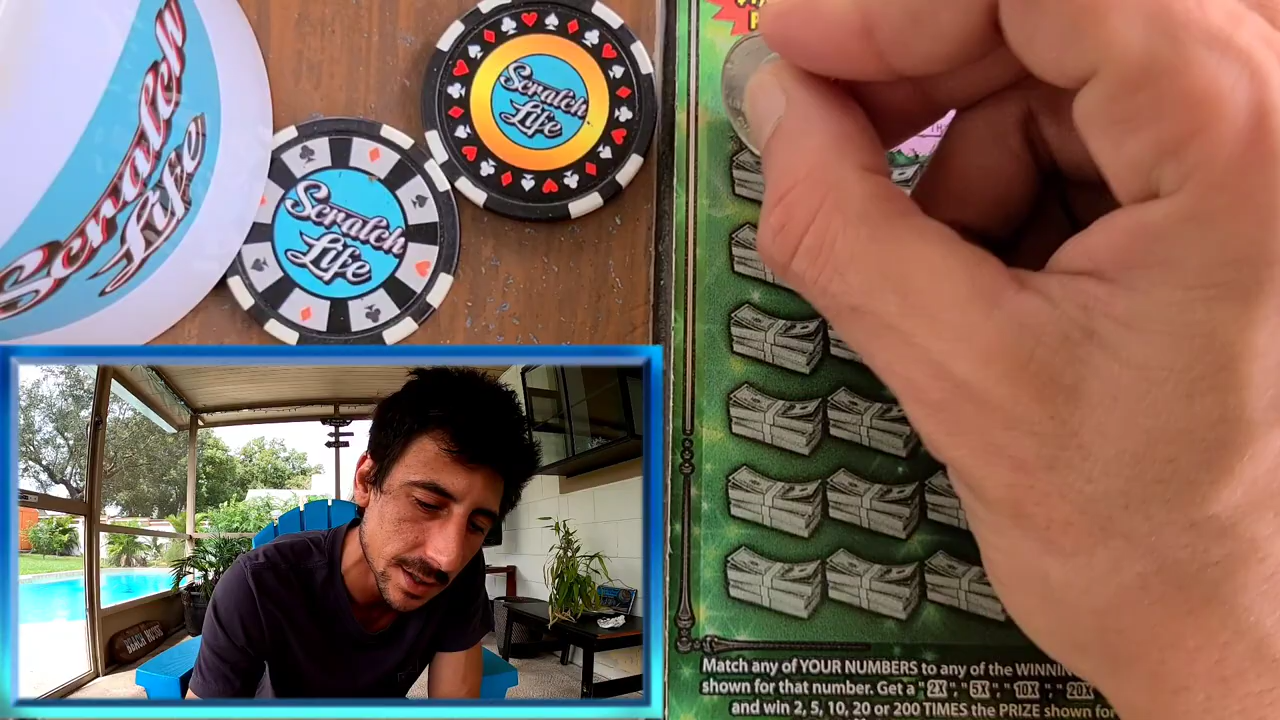 Scratch
Life
Scratch
Life
Scratch
Life
BEACH HOUSE
Match any of YOUR NUMBERS to any of the
shown for that number. Get a "2X", "5X", "10X", "20X
and win 2, 5, 10, 20 or 200 TIMES the PRIZE shown for